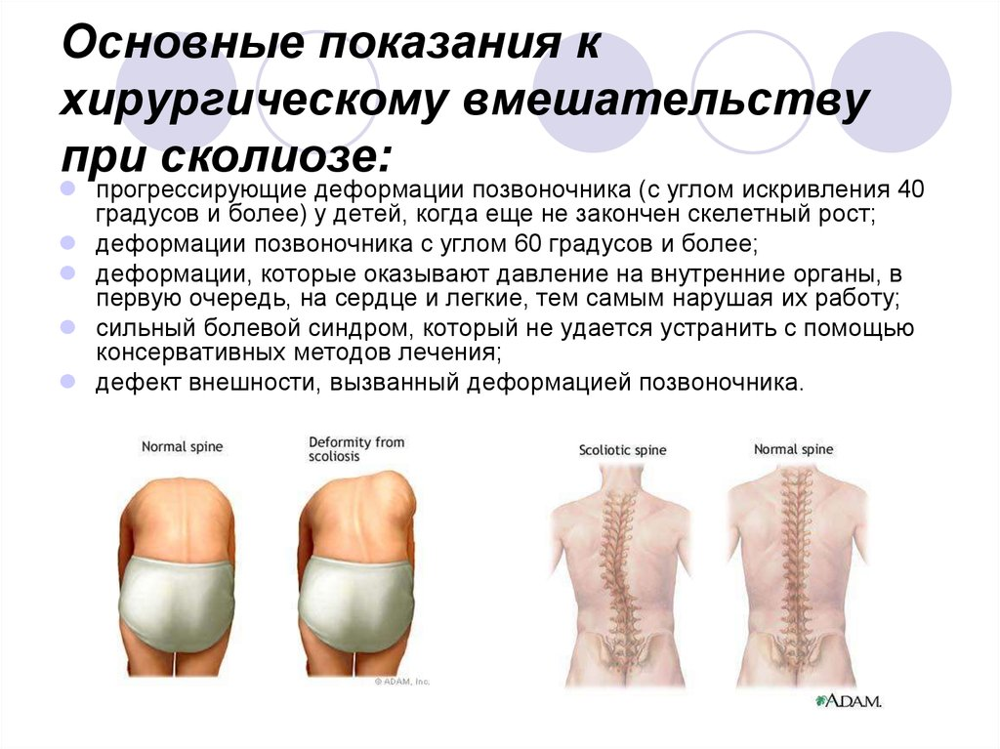 Основные показания к
хирургическому вмешательству
при сколиозе:
прогрессирующие деформации позвоночника (с углом искривления 40
градусов и более) у детей, когда еще не закончен скелетный рост;
деформации позвоночника с углом 60 градусов и более;
деформации, которые оказывают давление на внутренние органы, в
первую очередь, на сердце и легкие, тем самым нарушая их работу;
сильный болевой синдром, который не удается устранить с помощью
консервативных методов лечения;
дефект внешности, вызванный деформацией позвоночника.
Normal spine
Deformity from
scoliosis
Scoliotic spine
Normal spine
© ADAM, Inc.
A.D.A.M.